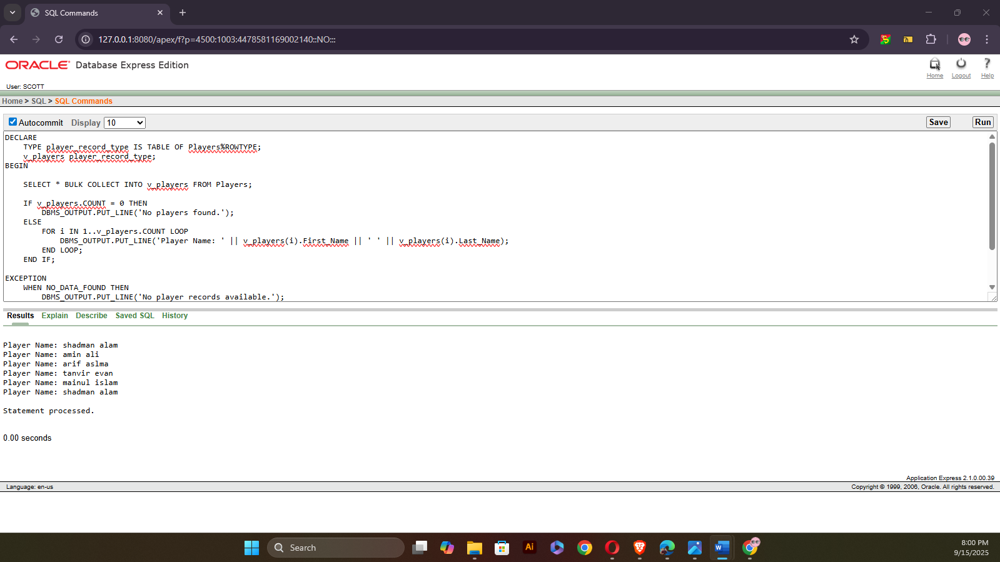 SQL Commands
127.0.0.1:8080/apex/f?p=4500:1003:4478581169002140::NO:::
ORACLE Database Express Edition
Home Logout Help
User: SCOTT
Home > SQL > SQL Commands
Autocommit Display 10 Save Run
DECLARE
    TYPE player_record_type IS TABLE OF Players%ROWTYPE;
    v_players player_record_type;
BEGIN
    SELECT * BULK COLLECT INTO v_players FROM Players;
    IF v_players.COUNT = 0 THEN
        DBMS_OUTPUT.PUT_LINE('No players found.');
    ELSE
        FOR i IN 1..v_players.COUNT LOOP
            DBMS_OUTPUT.PUT_LINE('Player Name: ' || v_players(i).First_Name || ' ' || v_players(i).Last_Name);
        END LOOP;
    END IF;
EXCEPTION
    WHEN NO_DATA_FOUND THEN
        DBMS_OUTPUT.PUT_LINE('No player records available.');
Results Explain Describe Saved SQL History
Player Name: shadman alam
Player Name: amin ali
Player Name: arif aslma
Player Name: tanvir evan
Player Name: mainul islam
Player Name: shadman alam
Statement processed.
0.00 seconds
Application Express 2.1.0.00.39
Language: en-us Copyright © 1999, 2006, Oracle. All rights reserved.
Search
Ai
W
8:00 PM
9/15/2025